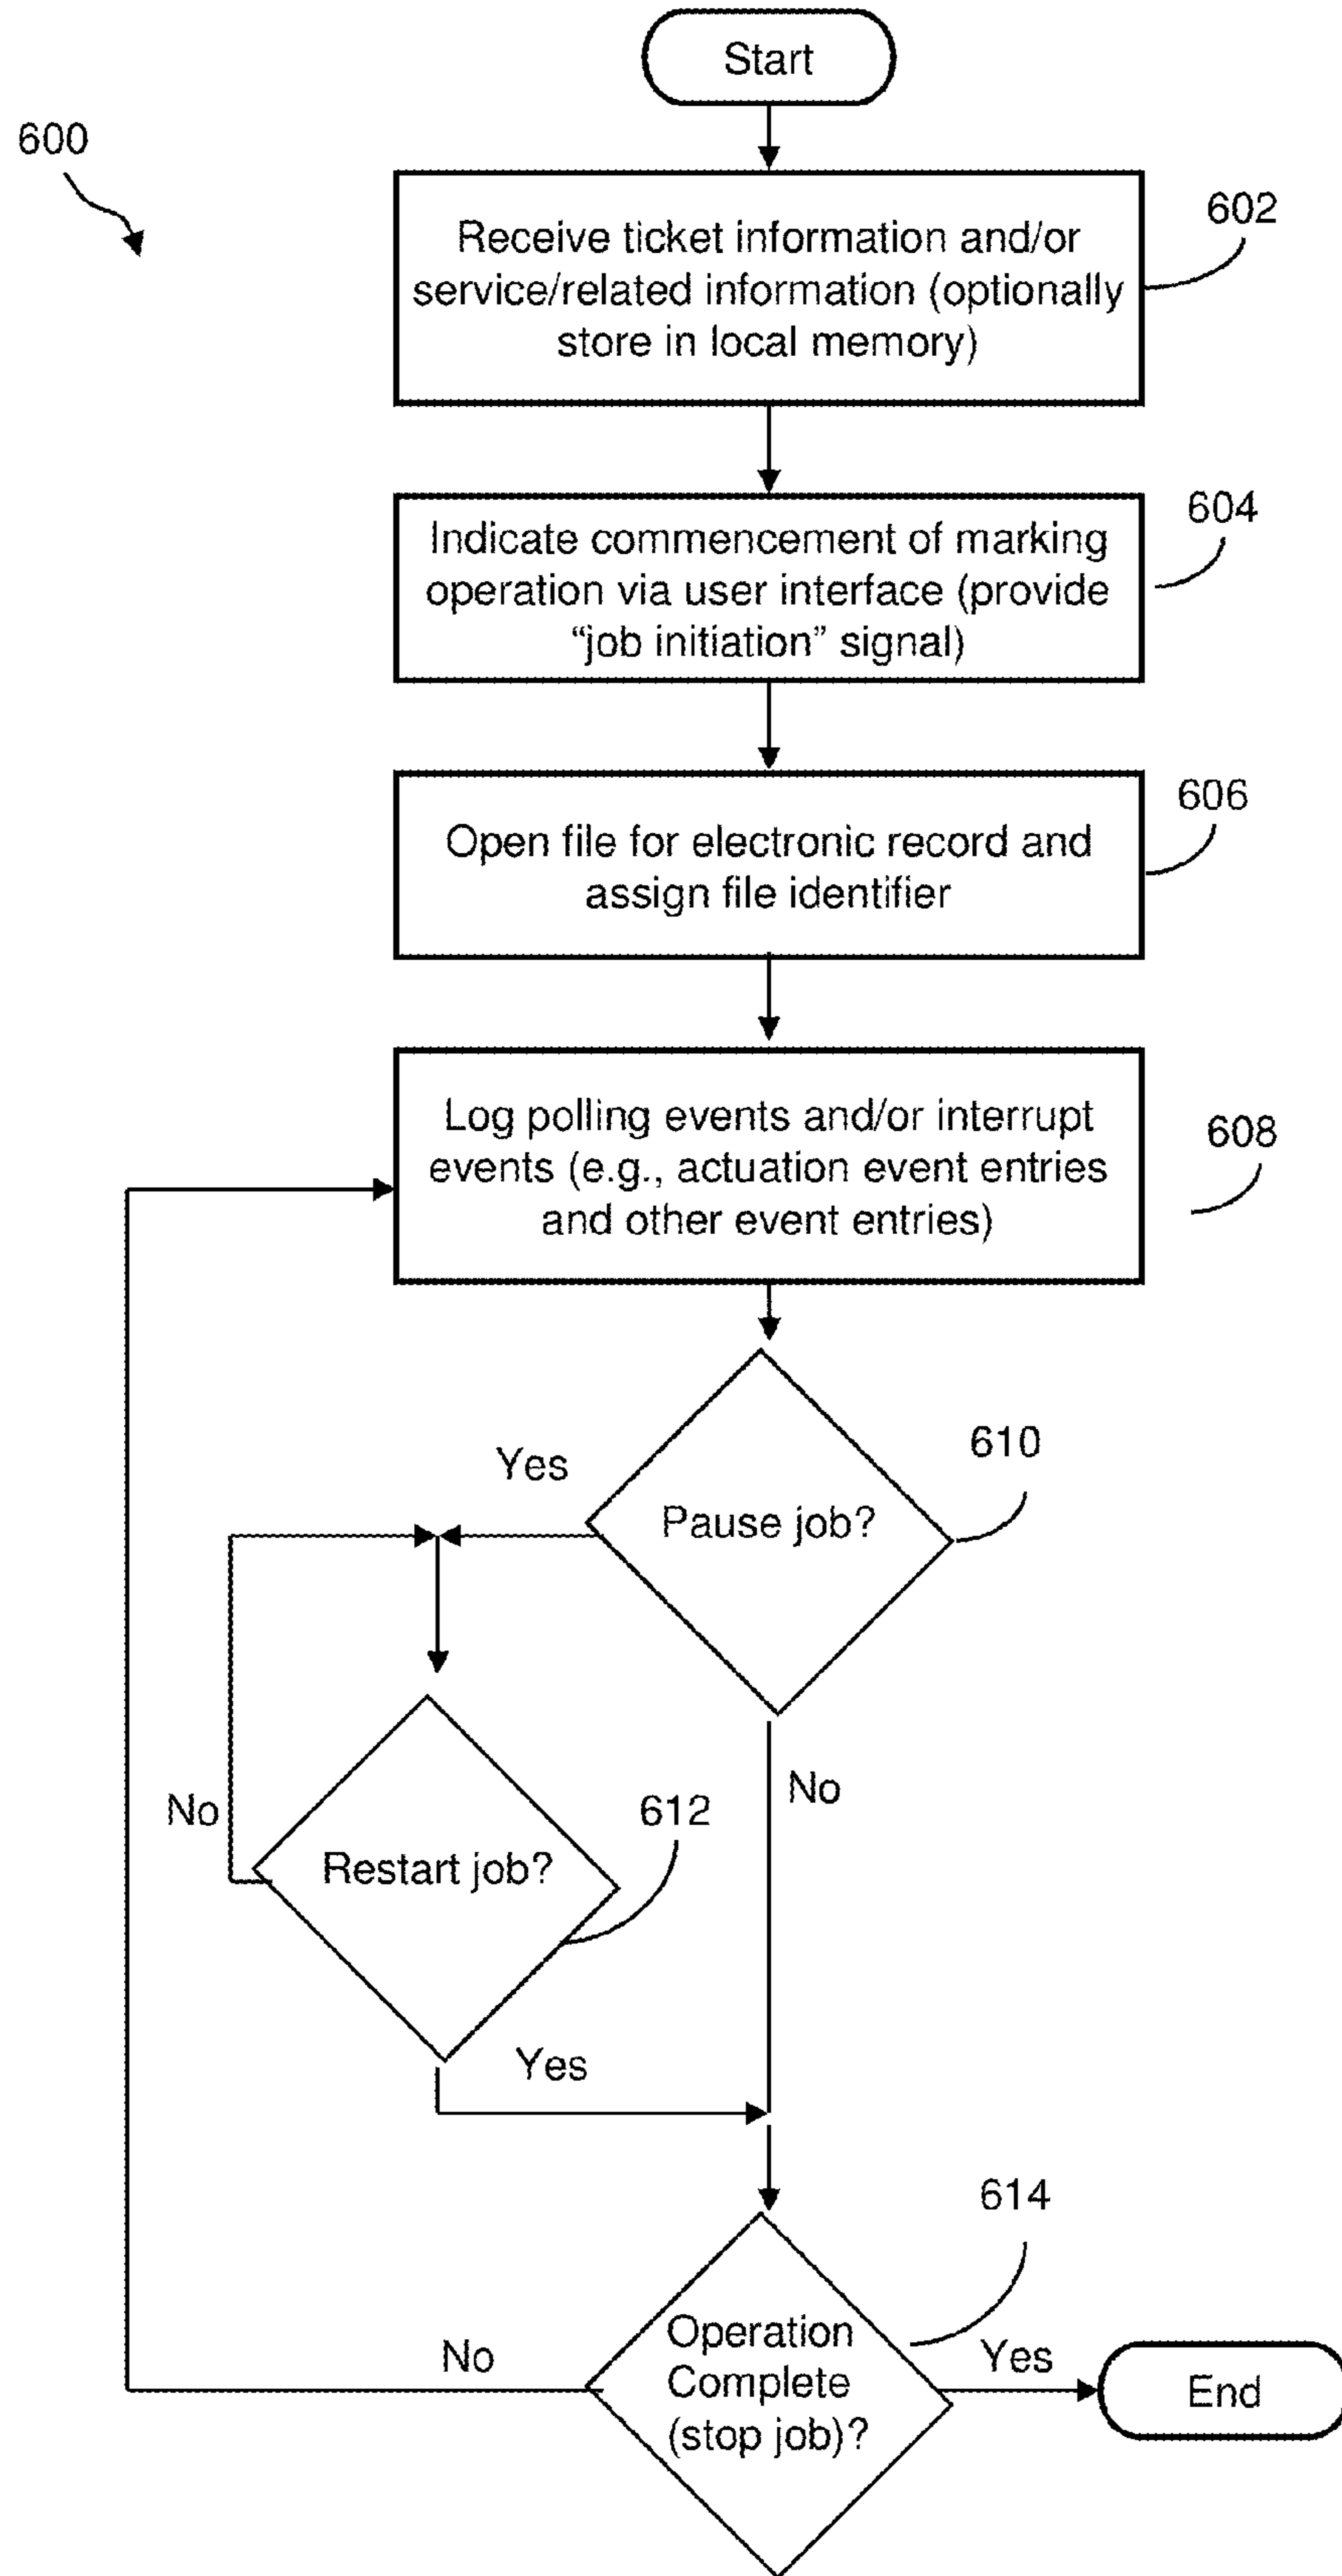 Start
600
602
Receive ticket information and/or
service/related information (optionally
store in local memory)
604
Indicate commencement of marking
operation via user interface (provide
“job initiation” signal)
606
Open file for electronic record and
assign file identifier
608
Log polling events and/or interrupt
events (e.g., actuation event entries
and other event entries)
610
Yes
Pause job?
No
612
No
Restart job?
Yes
614
Operation
Complete
(stop job)?
No
Yes
End